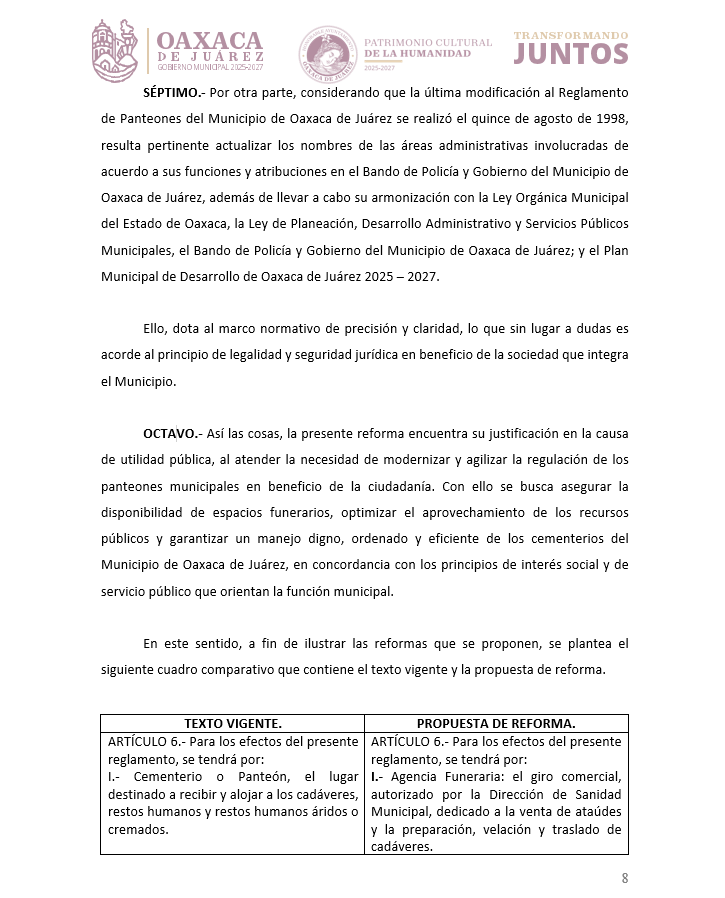 OAXACA
DE JUÁREZ
GOBIERNO MUNICIPAL 2025-2027
PATRIMONIO CULTURAL
DE LA HUMANIDAD
2025-2027
TRANSFORMANDO
JUNTOS
SÉPTIMO.- Por otra parte, considerando que la última modificación al Reglamento
de Panteones del Municipio de Oaxaca de Juárez se realizó el quince de agosto de 1998,
resulta pertinente actualizar los nombres de las áreas administrativas involucradas de
acuerdo a sus funciones y atribuciones en el Bando de Policía y Gobierno del Municipio de
Oaxaca de Juárez, además de llevar a cabo su armonización con la Ley Orgánica Municipal
del Estado de Oaxaca, la Ley de Planeación, Desarrollo Administrativo y Servicios Públicos
Municipales, el Bando de Policía y Gobierno del Municipio de Oaxaca de Juárez; y el Plan
Municipal de Desarrollo de Oaxaca de Juárez 2025 – 2027.
Ello, dota al marco normativo de precisión y claridad, lo que sin lugar a dudas es
acorde al principio de legalidad y seguridad jurídica en beneficio de la sociedad que integra
el Municipio.
OCTAVO.- Así las cosas, la presente reforma encuentra su justificación en la causa
de utilidad pública, al atender la necesidad de modernizar y agilizar la regulación de los
panteones municipales en beneficio de la ciudadanía. Con ello se busca asegurar la
disponibilidad de espacios funerarios, optimizar el aprovechamiento de los recursos
públicos y garantizar un manejo digno, ordenado y eficiente de los cementerios del
Municipio de Oaxaca de Juárez, en concordancia con los principios de interés social y de
servicio público que orientan la función municipal.
En este sentido, a fin de ilustrar las reformas que se proponen, se plantea el
siguiente cuadro comparativo que contiene el texto vigente y la propuesta de reforma.
TEXTO VIGENTE.
ARTÍCULO 6.- Para los efectos del presente
reglamento, se tendrá por:
I.- Cementerio o Panteón, el lugar
destinado a recibir y alojar a los cadáveres,
restos humanos y restos humanos áridos o
cremados.
PROPUESTA DE REFORMA.
ARTÍCULO 6.- Para los efectos del presente
reglamento, se tendrá por:
I.- Agencia Funeraria: el giro comercial,
autorizado por la Dirección de Sanidad
Municipal, dedicado a la venta de ataúdes
y la preparación, velación y traslado de
cadáveres.
8